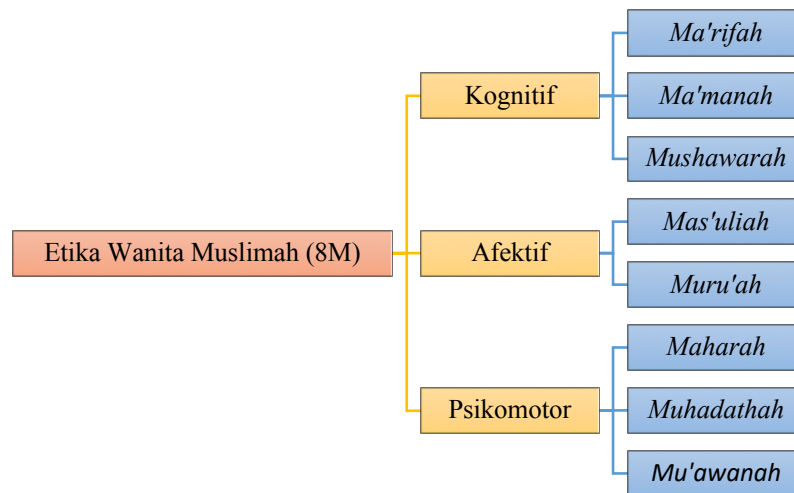 Etika Wanita Muslimah (8M)
Kognitif
Ma'rifah
Ma'manah
Mushawarah
Afektif
Mas'uliah
Muru'ah
Psikomotor
Maharah
Muhadathah
Mu'awanah